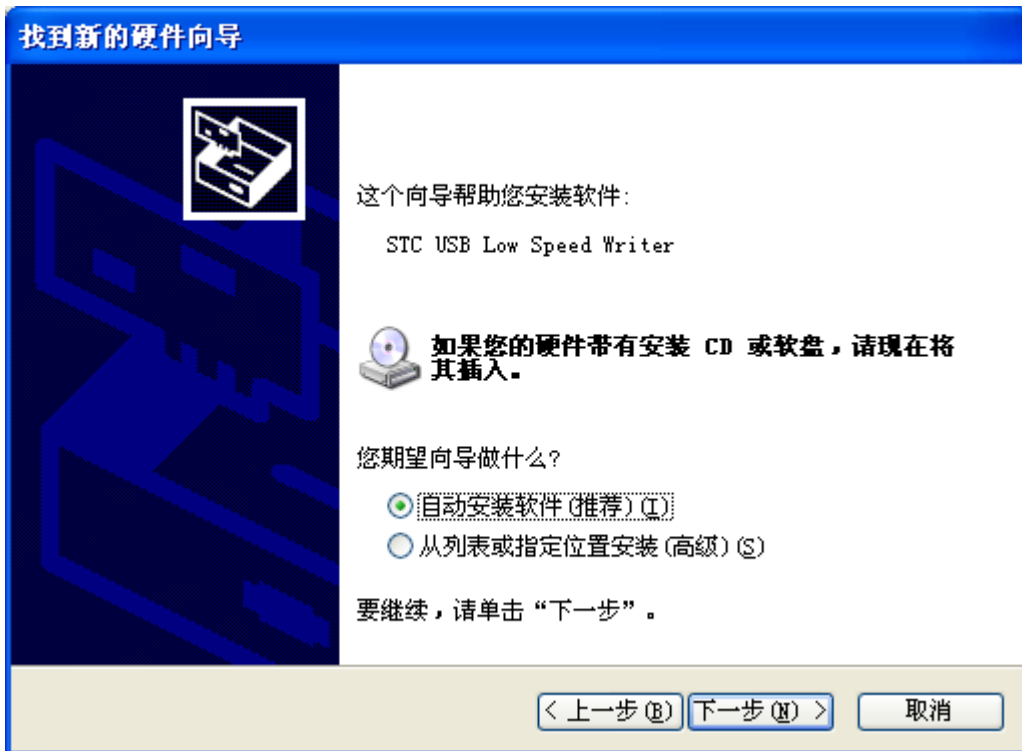 找到新的硬件向导
这个向导帮助您安装软件:
STC USB Low Speed Writer
如果您的硬件带有安装 CD 或软盘，请现在将
其插入。
您期望向导做什么?
自动安装软件(推荐)(I)
从列表或指定位置安装(高级)(S)
要继续，请单击“下一步”。
< 上一步(B) 下一步(N) > 取消